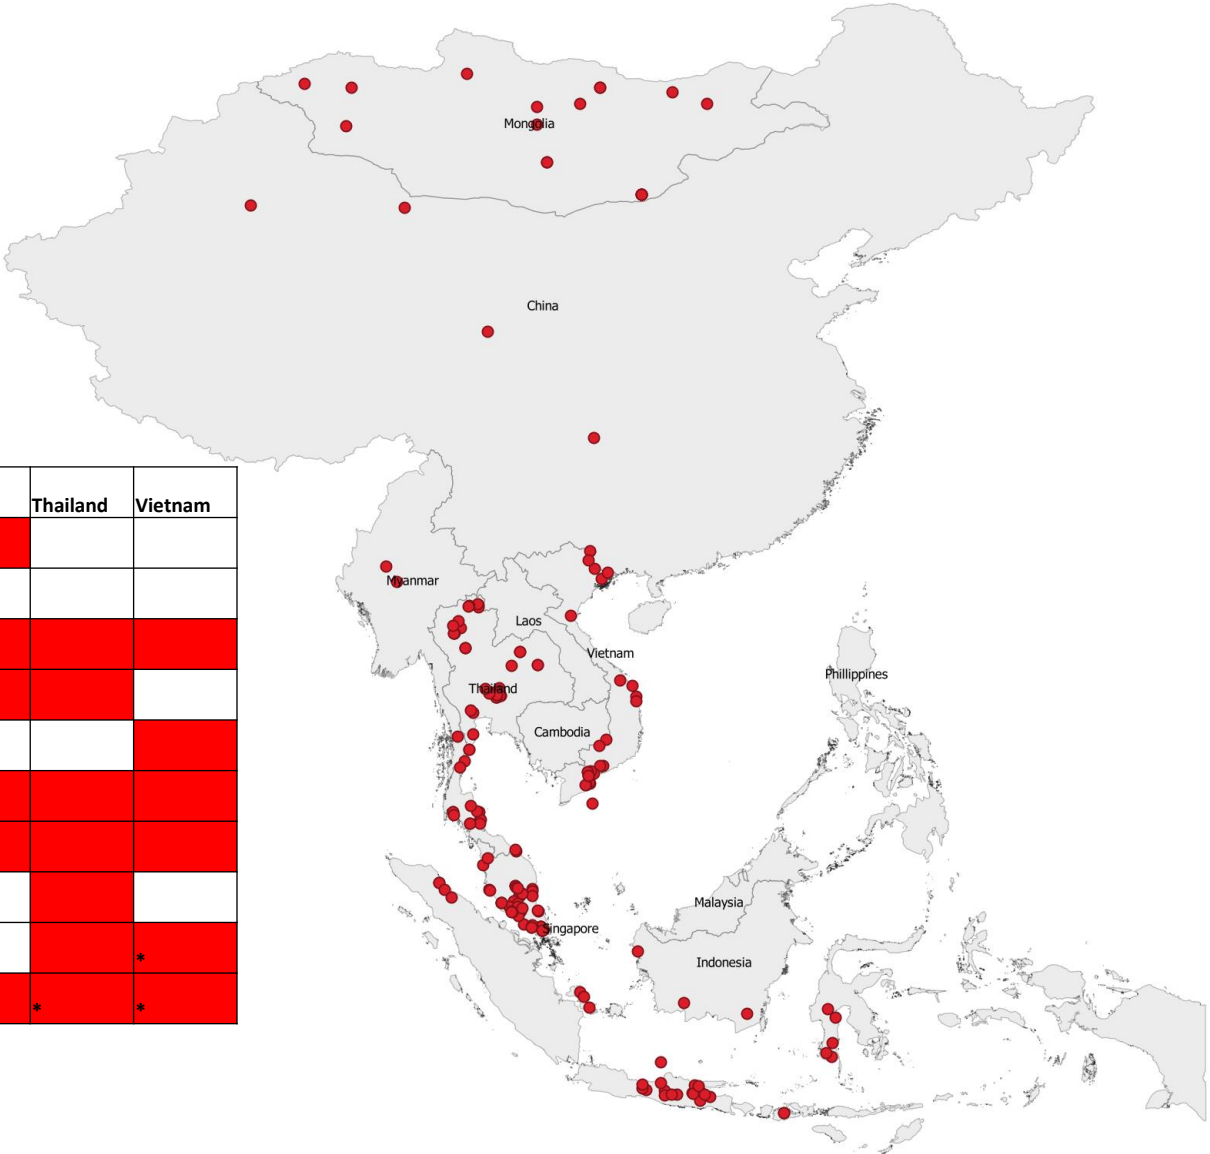 Mongolia
China
Thailand Vietnam
Myanmar
Laos
Vietnam
Phillippines
Thailand
Cambodia
Malaysia
Singapore
*
Indonesia
* *